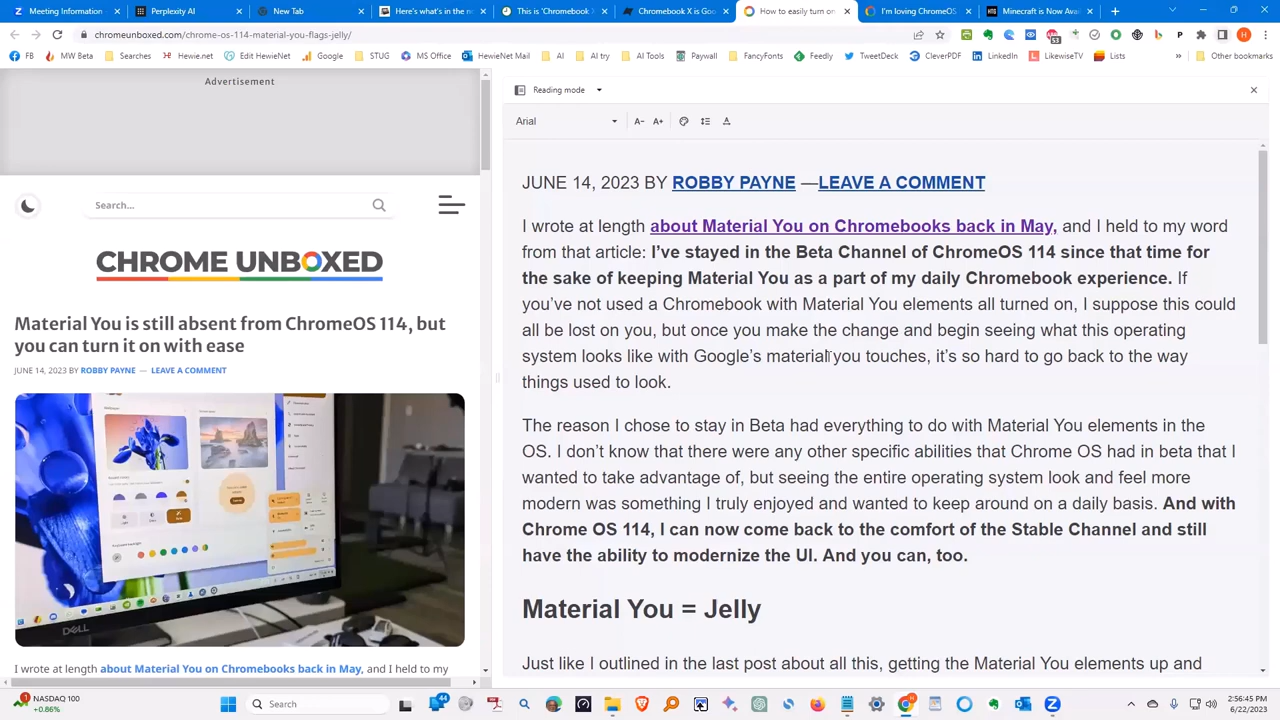 Meeting Information
Perplexity AI
New Tab
Here's what's in the n
This is 'Chromebook X
Chromebook X is Goo
How to easily turn on
I'm loving ChromeOS
Minecraft is Now Avai
chromeunboxed.com/chrome-os-114-material-you-flags-jelly/
53
H
FB
MW Beta
Searches
Hewie.net
Edit HewieNet
Google
STUG
MS Office
HewieNet Mail
AI
AI try
AI Tools
Paywall
FancyFonts
Feedly
TweetDeck
CleverPDF
LinkedIn
LikewiseTV
Lists
»
Other bookmarks
Advertisement
Search...
CHROME UNBOXED
Material You is still absent from ChromeOS 114, but
you can turn it on with ease
JUNE 14, 2023 BY ROBBY PAYNE — LEAVE A COMMENT
DELL
I wrote at length about Material You on Chromebooks back in May, and I held to my
Reading mode
Arial
A−
A+
JUNE 14, 2023 BY ROBBY PAYNE —LEAVE A COMMENT
I wrote at length about Material You on Chromebooks back in May, and I held to my word
from that article: I've stayed in the Beta Channel of ChromeOS 114 since that time for
the sake of keeping Material You as a part of my daily Chromebook experience. If
you've not used a Chromebook with Material You elements all turned on, I suppose this could
all be lost on you, but once you make the change and begin seeing what this operating
system looks like with Google's material you touches, it's so hard to go back to the way
things used to look.
The reason I chose to stay in Beta had everything to do with Material You elements in the
OS. I don't know that there were any other specific abilities that Chrome OS had in beta that I
wanted to take advantage of, but seeing the entire operating system look and feel more
modern was something I truly enjoyed and wanted to keep around on a daily basis. And with
Chrome OS 114, I can now come back to the comfort of the Stable Channel and still
have the ability to modernize the UI. And you can, too.
Material You = Jelly
Just like I outlined in the last post about all this, getting the Material You elements up and
1
NASDAQ 100
+0.86%
Search
44
2:56:45 PM
6/22/2023